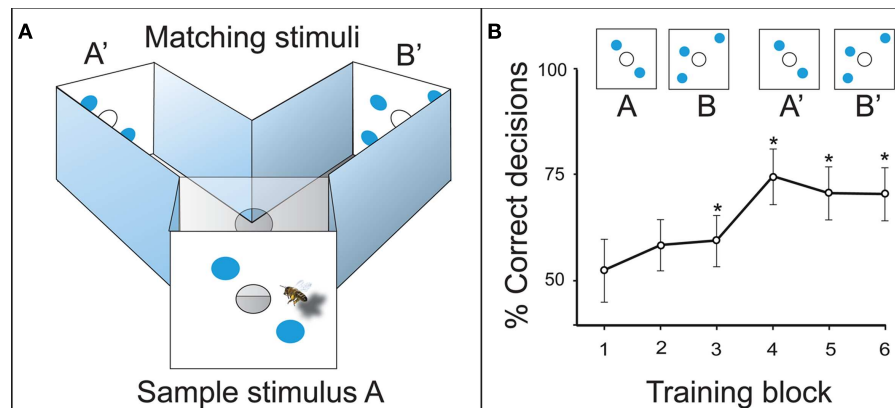 A
Matching stimuli
A’
B’
Sample stimulus A
B
A
B
A’
B’
% Correct decisions
100
75
50
*
*
*
*
1 2 3 4 5 6
Training block